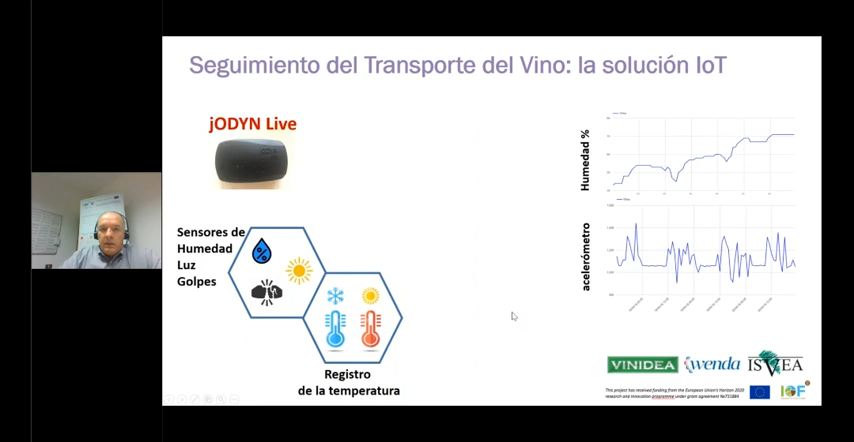 Seguimiento del Transporte del Vino: la solución IoT
jODYN Live
Sensores de
Humedad
Luz
Golpes
Registro
de la temperatura
Humedad %
acelerómetro
VINIDEA
wenda
ISVEA
This project has received funding from the European Union's Horizon 2020
research and innovation programme under grant agreement
IOF